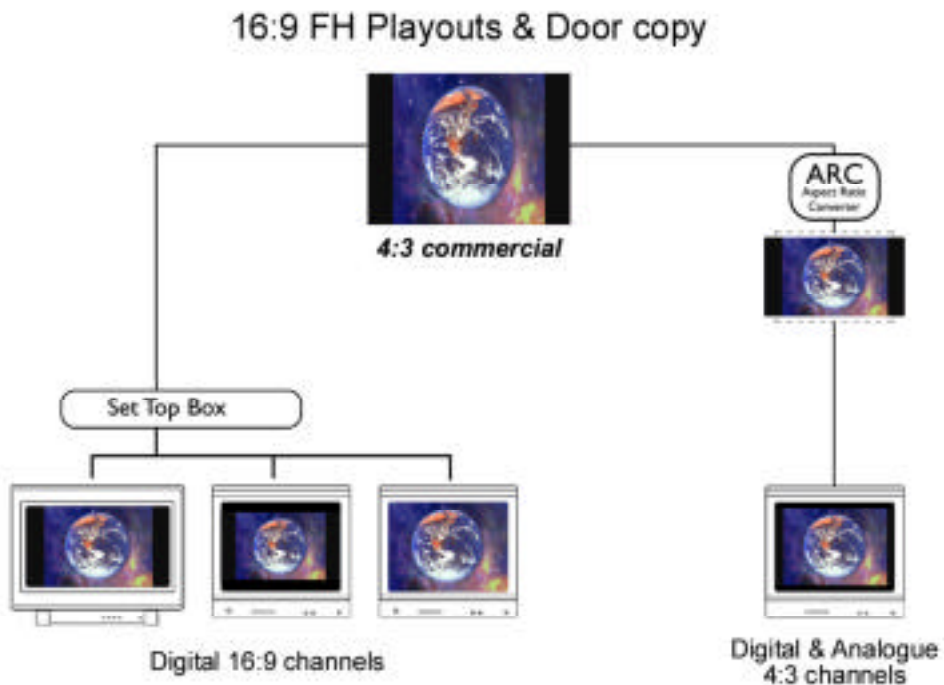 16:9 FH Playouts & Door copy
ARC
Aspect Ratio
Converter
4:3 commercial
Set Top Box
Digital 16:9 channels
Digital & Analogue
4:3 channels